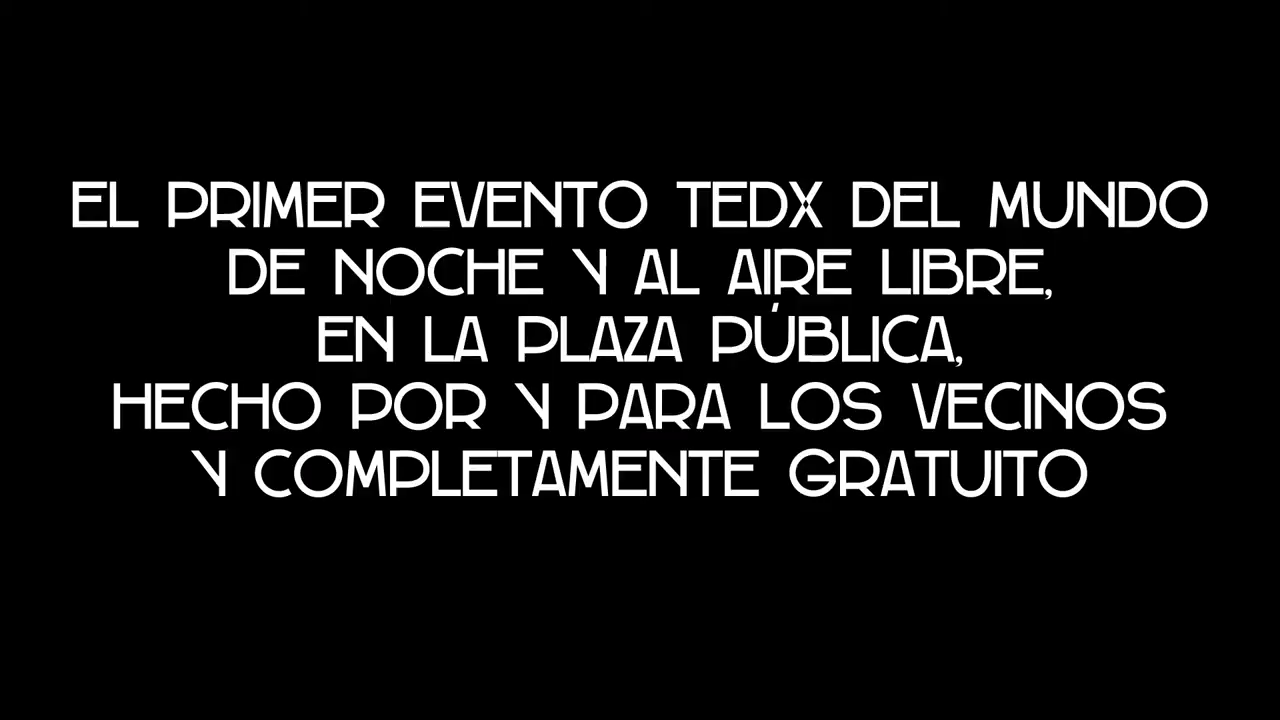 EL PRIMER EVENTO TEDX DEL MUNDO
DE NOCHE Y AL AIRE LIBRE,
EN LA PLAZA PÚBLICA,
HECHO POR Y PARA LOS VECINOS
Y COMPLETAMENTE GRATUITO